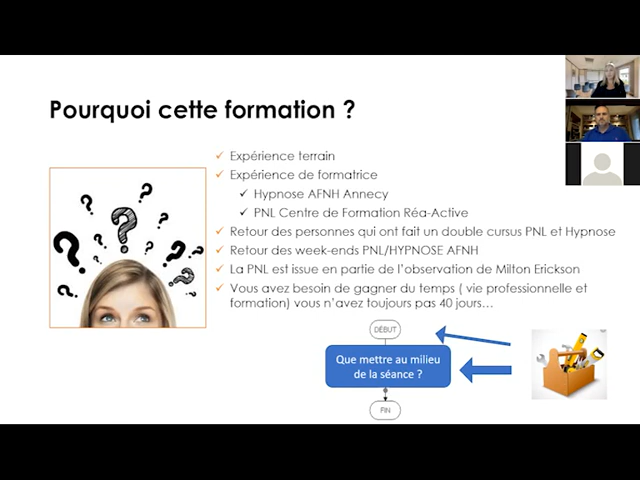 Pourquoi cette formation ?
Expérience terrain
Expérience de formatrice
Hypnose AFNH Annecy
PNL Centre de Formation Réa-Active
Retour des personnes qui ont fait un double cursus PNL et Hypnose
Retour des week-ends PNL/HYPNOSE AFNH
La PNL est issue en partie de l'observation de Milton Erickson
Vous avez besoin de gagner du temps ( vie professionnelle et
formation) vous n'avez toujours pas 40 jours…
DÉBUT
Que mettre au milieu
de la séance ?
FIN